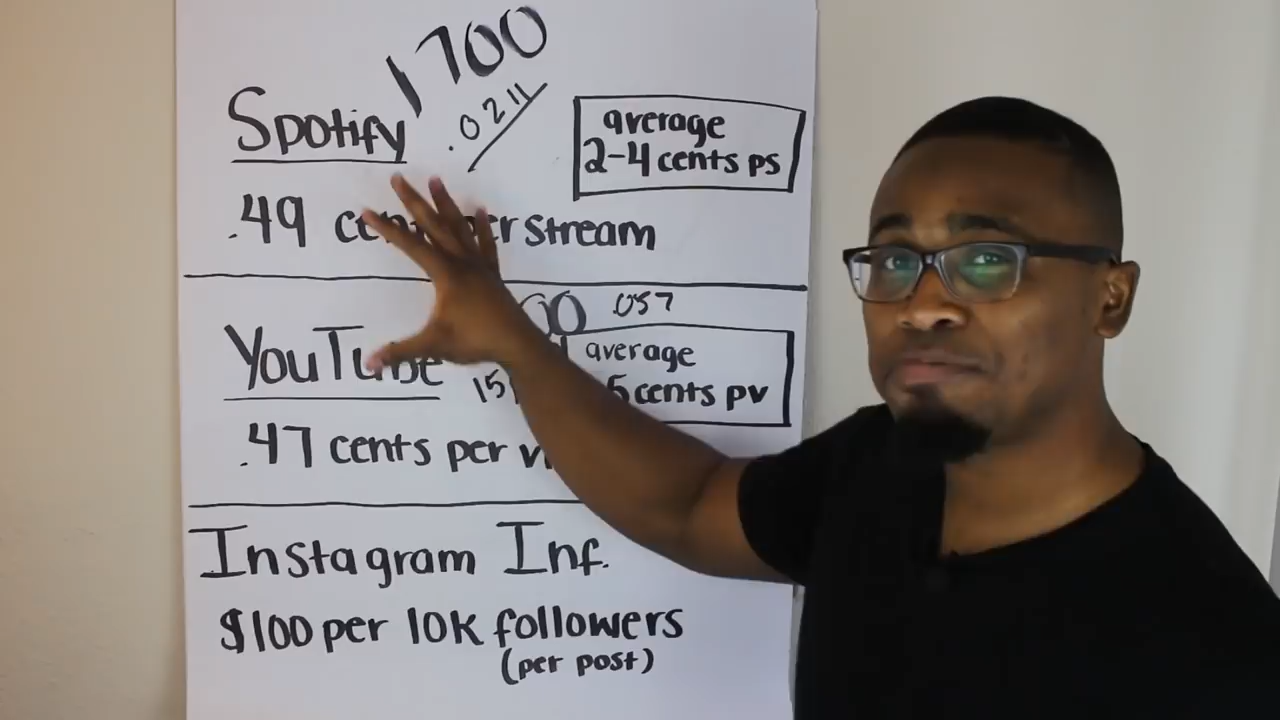 1700
Spotify
.0211
average
2-4 cents ps
.49 per stream
.057
YouTube
average
cents pv
.47 cents per
Instagram Inf.
$100 per 10K followers
(per post)